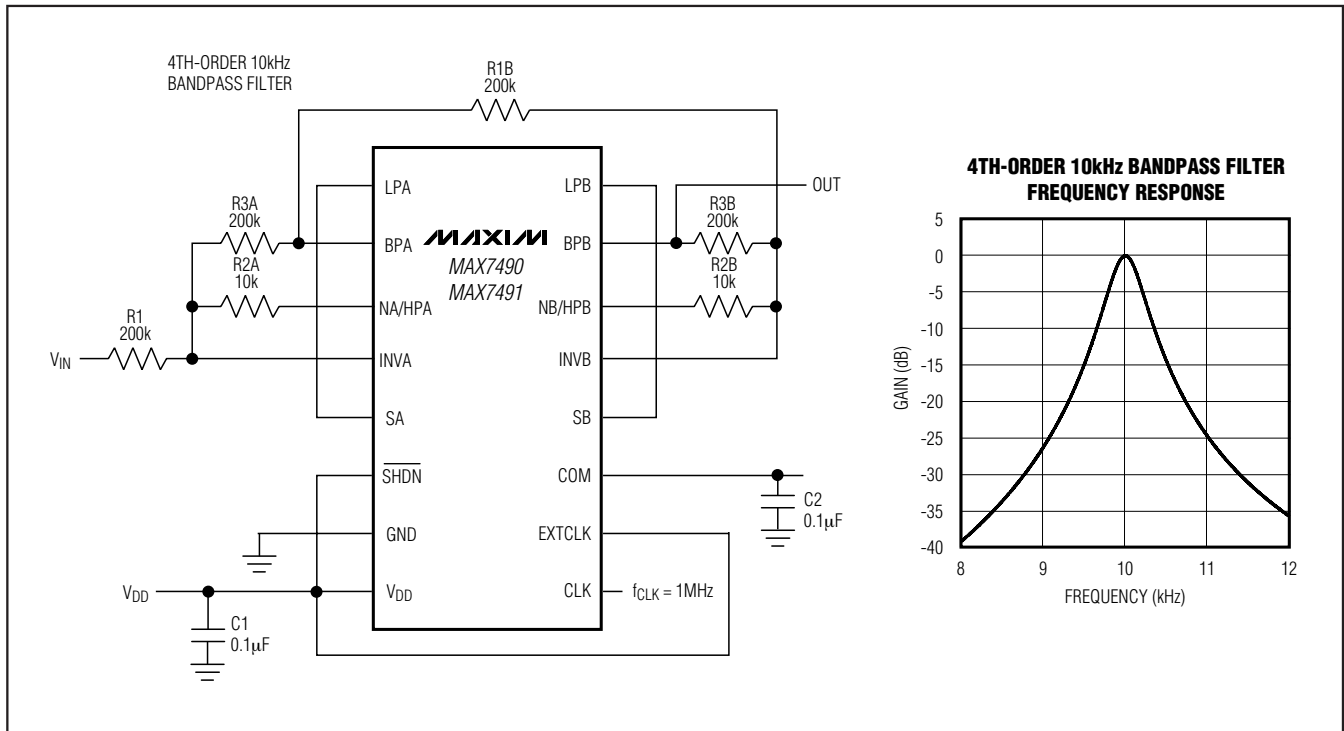 4TH-ORDER 10kHz
BANDPASS FILTER
R1B
200k
LPA
LPB
OUT
R3A
200k
BPA
MAXIM
BPB
R3B
200k
R2A
10k
MAX7490
MAX7491
NA/HPA
NB/HPB
R2B
10k
R1
200k
VIN
INVA
INVB
SA
SB
SHDN
COM
C2
0.1μF
GND
EXTCLK
VDD
VDD
CLK
fCLK = 1MHz
C1
0.1μF
4TH-ORDER 10kHz BANDPASS FILTER
FREQUENCY RESPONSE
5
0
-5
-10
-15
-20
-25
-30
-35
-40
GAIN (dB)
8 9 10 11 12
FREQUENCY (kHz)